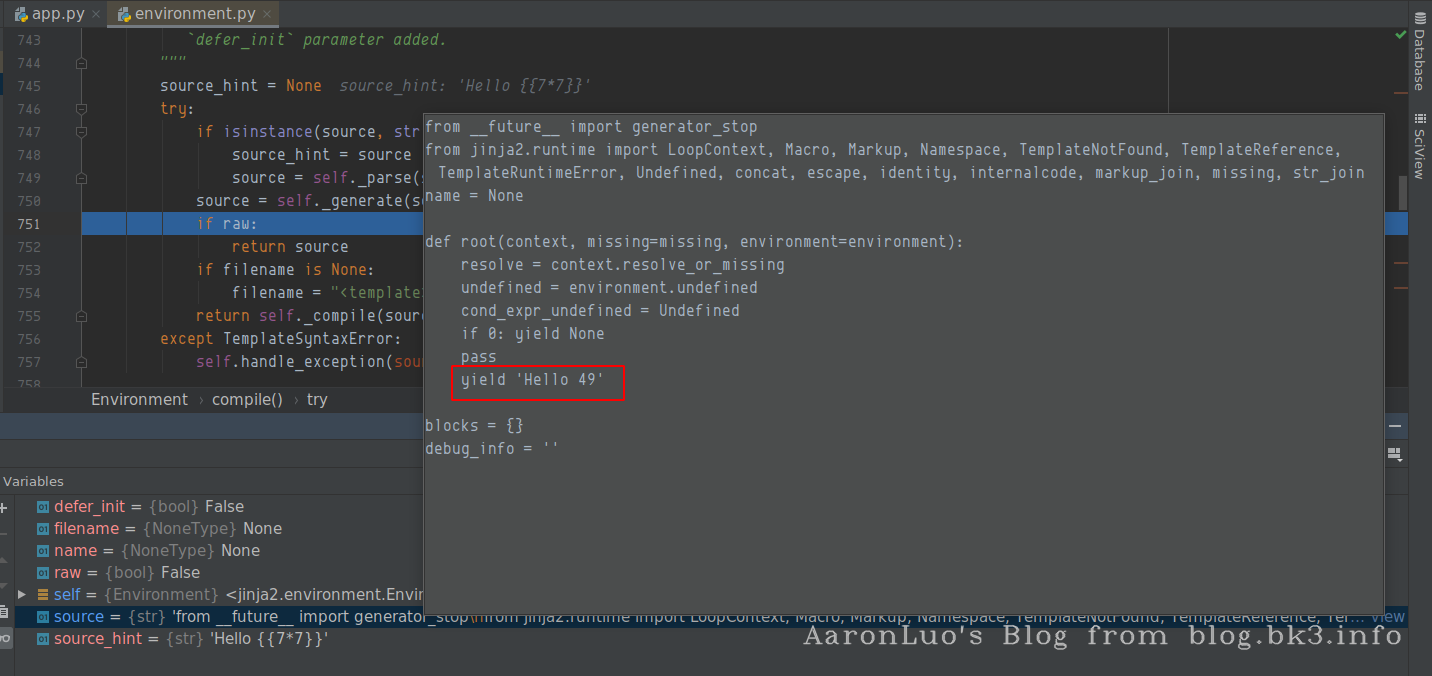 app.py × environment.py ×
743 `defer_init` parameter added.
744 """
745 source_hint = None source_hint: 'Hello {{7*7}}'
746 try:
747 if isinstance(source, str
748 source_hint = source
749 source = self._parse(s
750 source = self._generate(so
751 if raw:
752 return source
753 if filename is None:
754 filename = "<template>
755 return self._compile(sour
756 except TemplateSyntaxError:
757 self.handle_exception(sou
758
from __future__ import generator_stop
from jinja2.runtime import LoopContext, Macro, Markup, Namespace, TemplateNotFound, TemplateReference,
TemplateRuntimeError, Undefined, concat, escape, identity, internalcode, markup_join, missing, str_join
name = None
def root(context, missing=missing, environment=environment):
resolve = context.resolve_or_missing
undefined = environment.undefined
cond_expr_undefined = Undefined
if 0: yield None
pass
yield 'Hello 49'
blocks = {}
debug_info = ''
Database
SciView
Environment › compile() › try
Variables
defer_init = {bool} False
filename = {NoneType} None
name = {NoneType} None
raw = {bool} False
self = {Environment} <jinja2.environment.Envir
source = {str} 'from __future__ import generator_stop\nfrom jinja2.runtime import LoopContext, Macro, Markup, Namespace, TemplateNotFound, TemplateReference, Ter... View
source_hint = {str} 'Hello {{7*7}}'
AaronLuo's Blog from blog.bk3.info